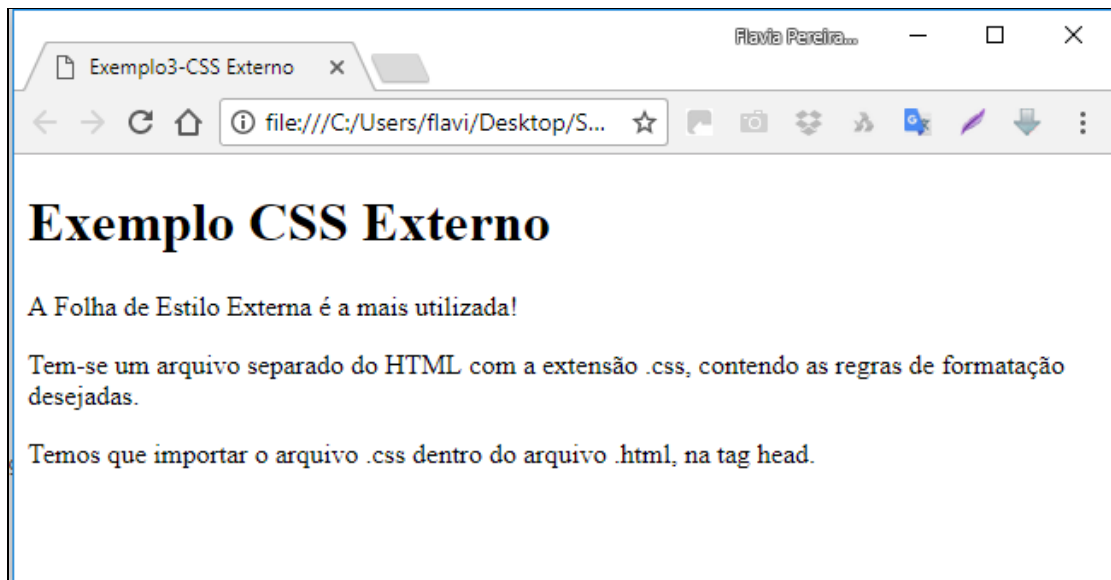 Flavia Pereira...
Exemplo3-CSS Externo
file:///C:/Users/flavi/Desktop/S...
Exemplo CSS Externo
A Folha de Estilo Externa é a mais utilizada!
Tem-se um arquivo separado do HTML com a extensão .css, contendo as regras de formatação
desejadas.
Temos que importar o arquivo .css dentro do arquivo .html, na tag head.